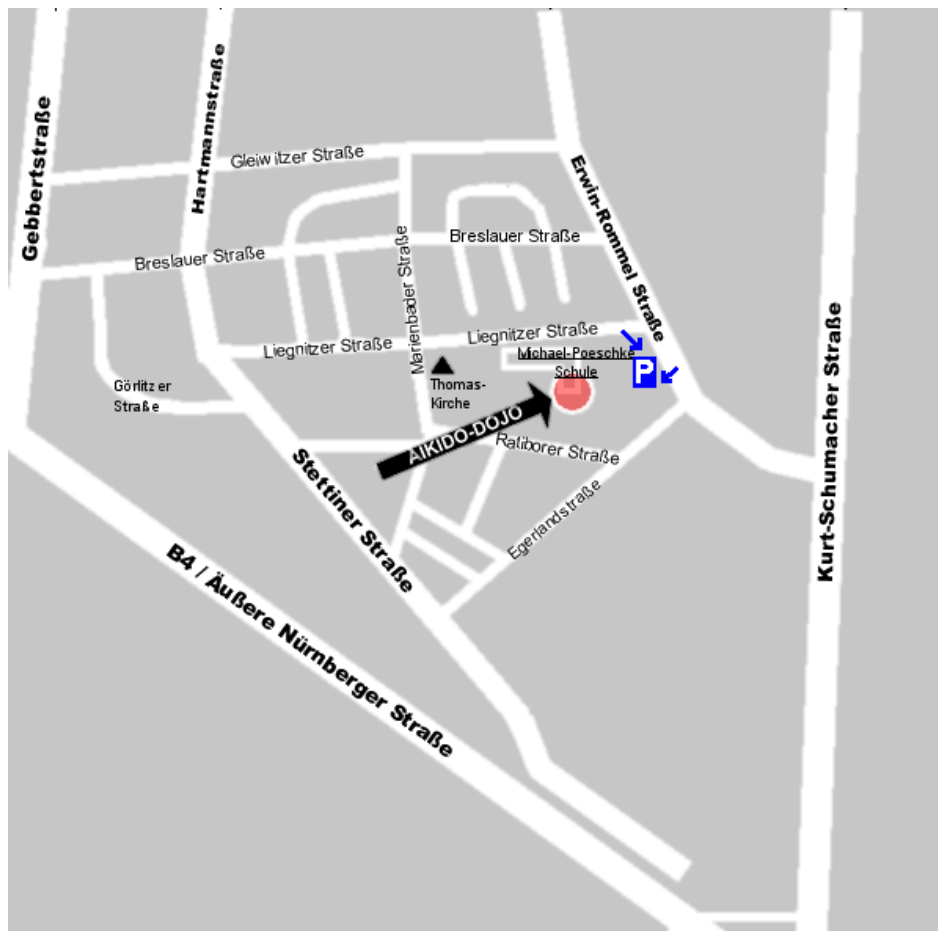 Gebbertstraße
Hartmannstraße
Gleiwitzer Straße
Erwin-Rommel Straße
Breslauer Straße
Breslauer Straße
Marienbader Straße
Liegnitzer Straße
Liegnitzer Straße
Michael-Poeschke
Schule
P
Görlitzer
Straße
Thomas-
Kirche
AIKIDO-DOJO
Ratiborer Straße
Egerlandstraße
Stettiner Straße
Kurt-Schumacher Straße
B4 / Äußere Nürnberger Straße